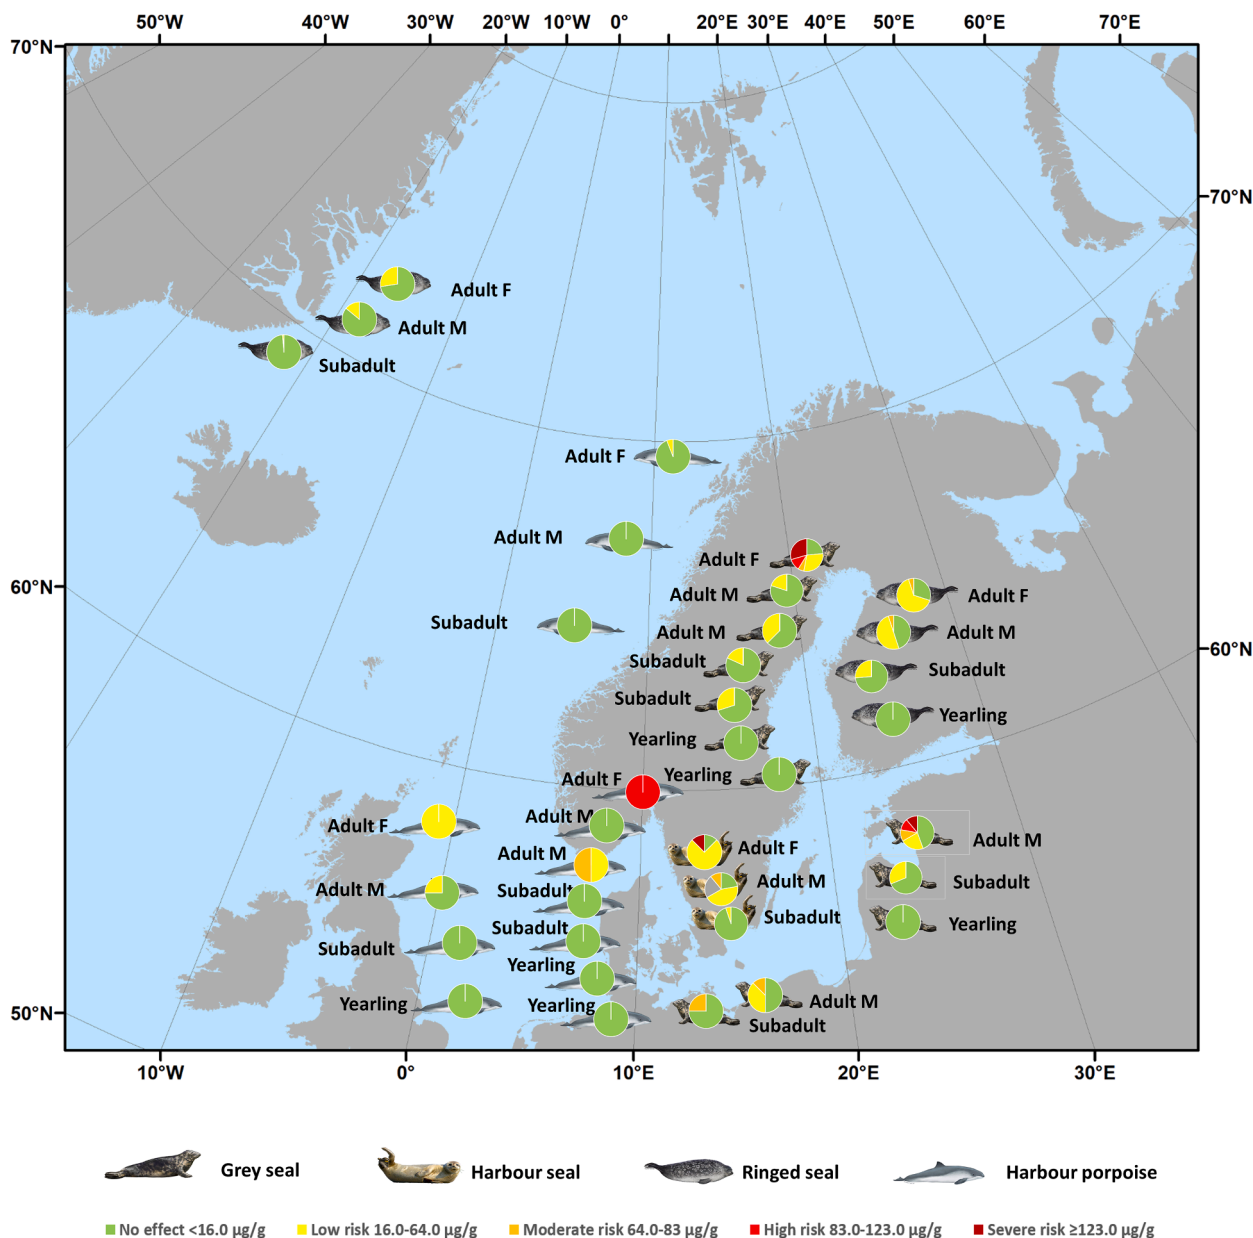 50°W 40°W 30°W 20°W 10°W 0° 20°E 30°E 40°E 50°E 60°E 70°E
70°N
70°N
Adult F
Adult M
Subadult
Adult F
Adult M
Adult F
60°N
Adult M
Adult F
Subadult
Adult M
Adult M
60°N
Subadult
Subadult
Subadult
Yearling
Yearling
Adult F
Yearling
Adult F
Adult M
Adult M
Adult F
Adult M
Adult M
Adult M
Subadult
Subadult
Subadult
Subadult
Yearling
Subadult
Yearling
Yearling
Yearling
Adult M
50°N
Subadult
10°W 0° 10°E 20°E 30°E
Grey seal Harbour seal Ringed seal Harbour porpoise
No effect <16.0 µg/g Low risk 16.0-64.0 µg/g Moderate risk 64.0-83 µg/g High risk 83.0-123.0 µg/g Severe risk ≥123.0 µg/g